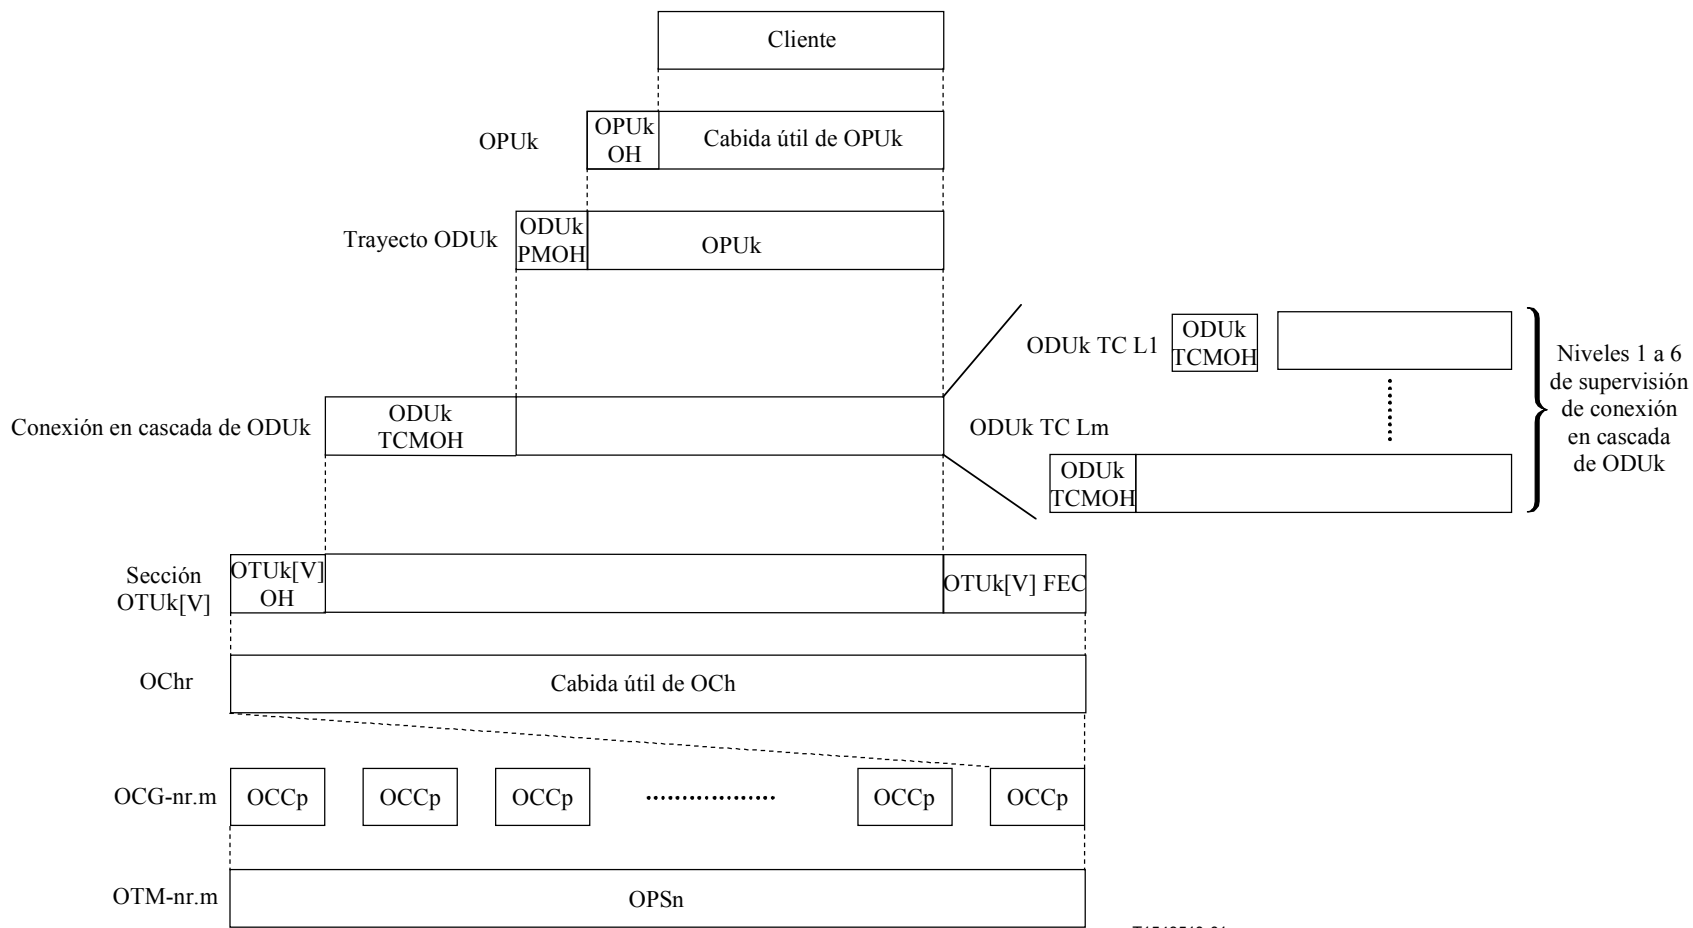 Cliente
OPUk
OPUk
OH
Cabida útil de OPUk
Trayecto ODUk
ODUk
PMOH
OPUk
ODUk TC L1
ODUk
TCMOH
Niveles 1 a 6
de supervisión
de conexión
en cascada
de ODUk
Conexión en cascada de ODUk
ODUk
TCMOH
ODUk TC Lm
ODUk
TCMOH
Sección
OTUk[V]
OTUk[V]
OH
OTUk[V] FEC
OChr
Cabida útil de OCh
OCG-nr.m
OCCp
OCCp
OCCp
OCCp
OCCp
OTM-nr.m
OPSn